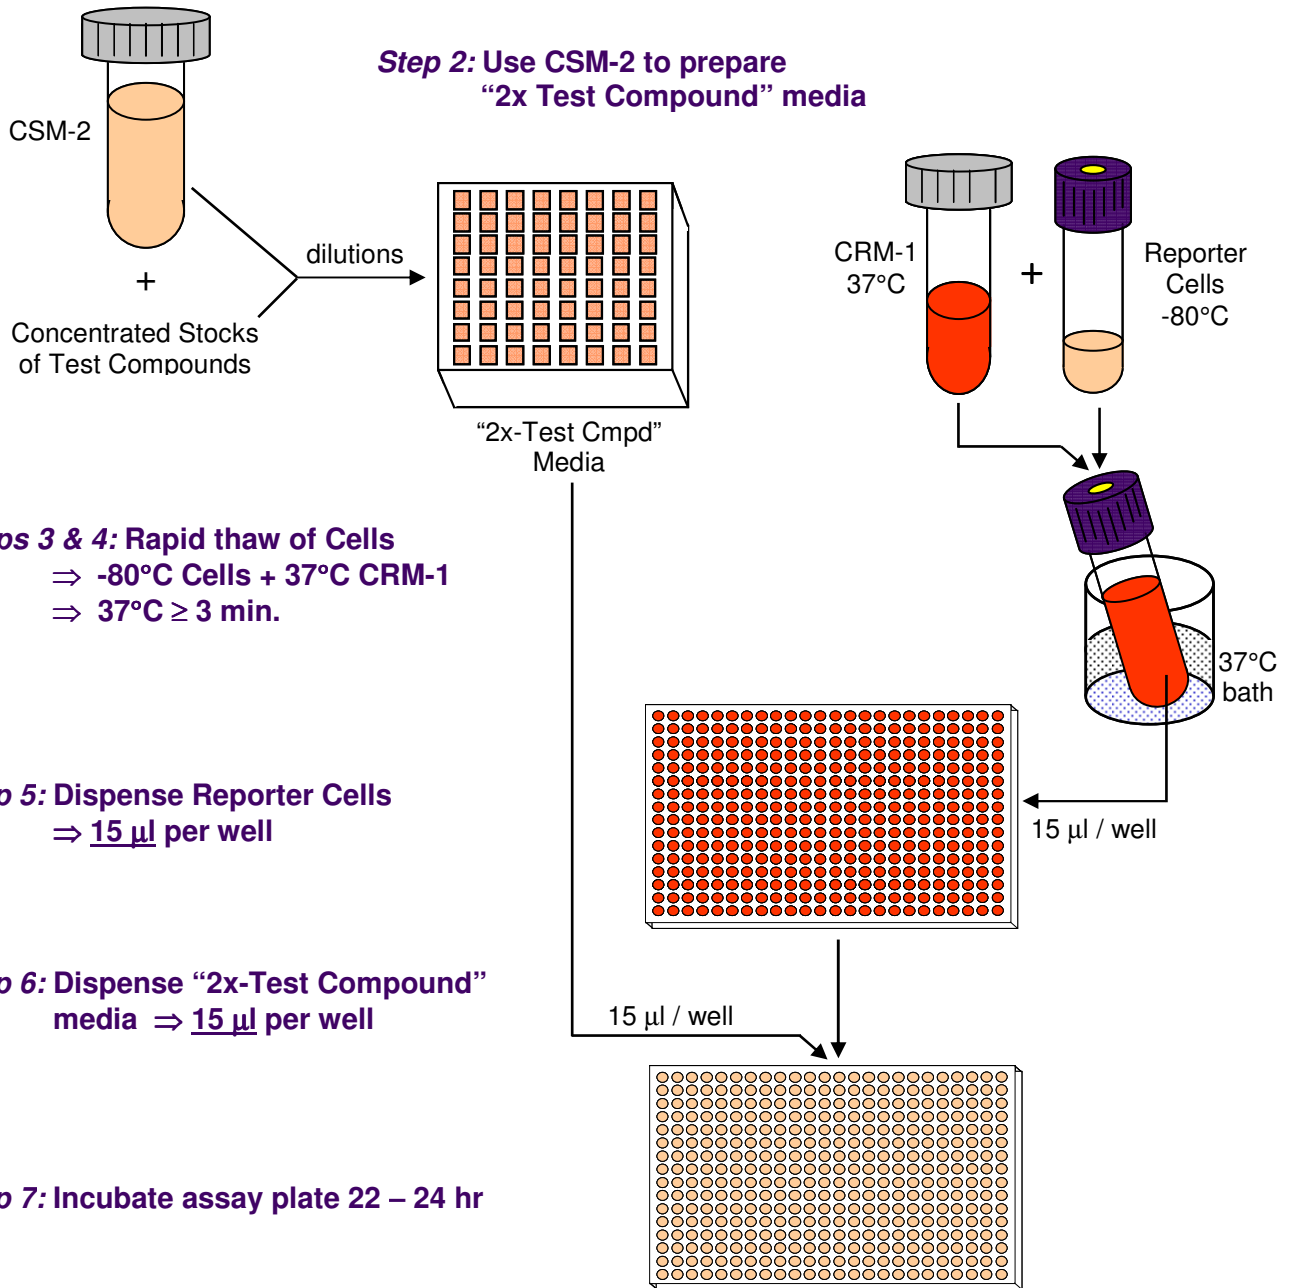 Step 2: Use CSM-2 to prepare
“2x Test Compound” media
CSM-2
+
Concentrated Stocks
of Test Compounds
dilutions
“2x-Test Cmpd”
Media
CRM-1
37°C
+
Reporter
Cells
-80°C
ps 3 & 4: Rapid thaw of Cells
⇒ -80°C Cells + 37°C CRM-1
⇒ 37°C ≥ 3 min.
37°C
bath
p 5: Dispense Reporter Cells
⇒ 15 µl per well
15 µl / well
p 6: Dispense “2x-Test Compound”
media ⇒ 15 µl per well
15 µl / well
p 7: Incubate assay plate 22 – 24 hr